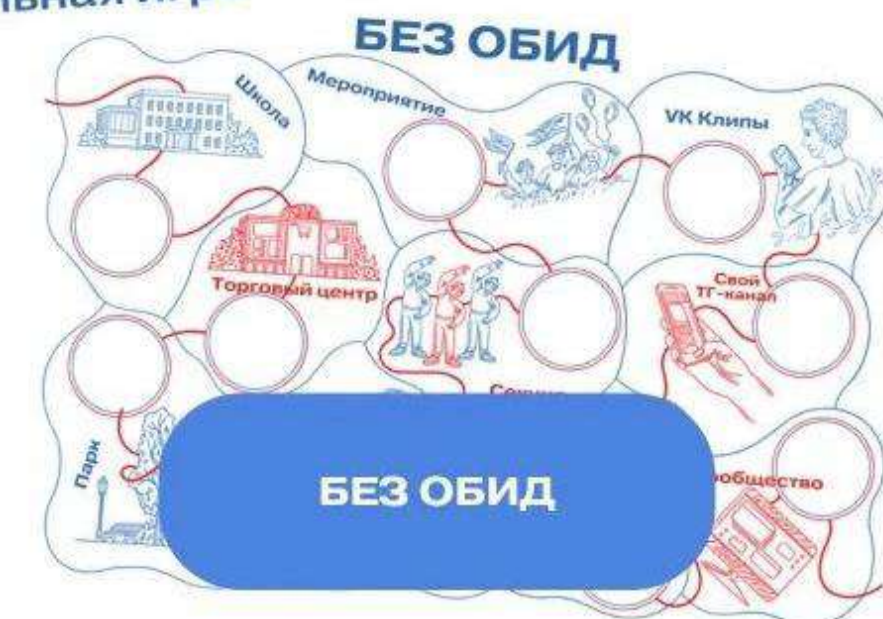 БЕЗ ОБИД
Школа
Мероприятие
VK Клипы
Торговый центр
Свой
ТГ-канал
Парк
БЕЗ ОБИД